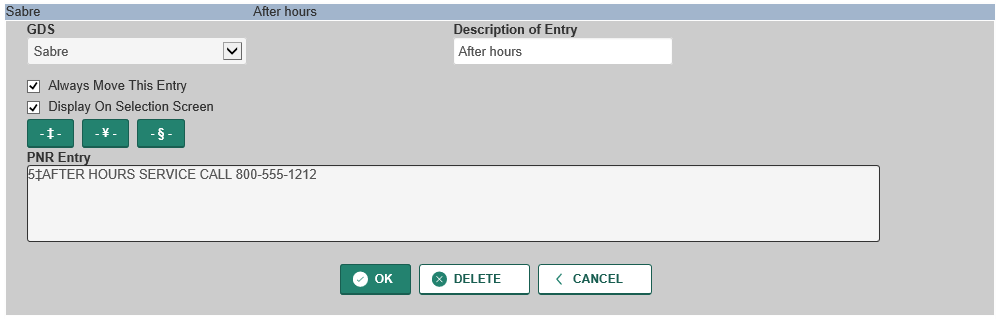 Sabre After hours
GDS Description of Entry
Sabre After hours
Always Move This Entry
Display On Selection Screen
-‡- -¥- -§-
PNR Entry
5‡AFTER HOURS SERVICE CALL 800-555-1212
OK DELETE CANCEL